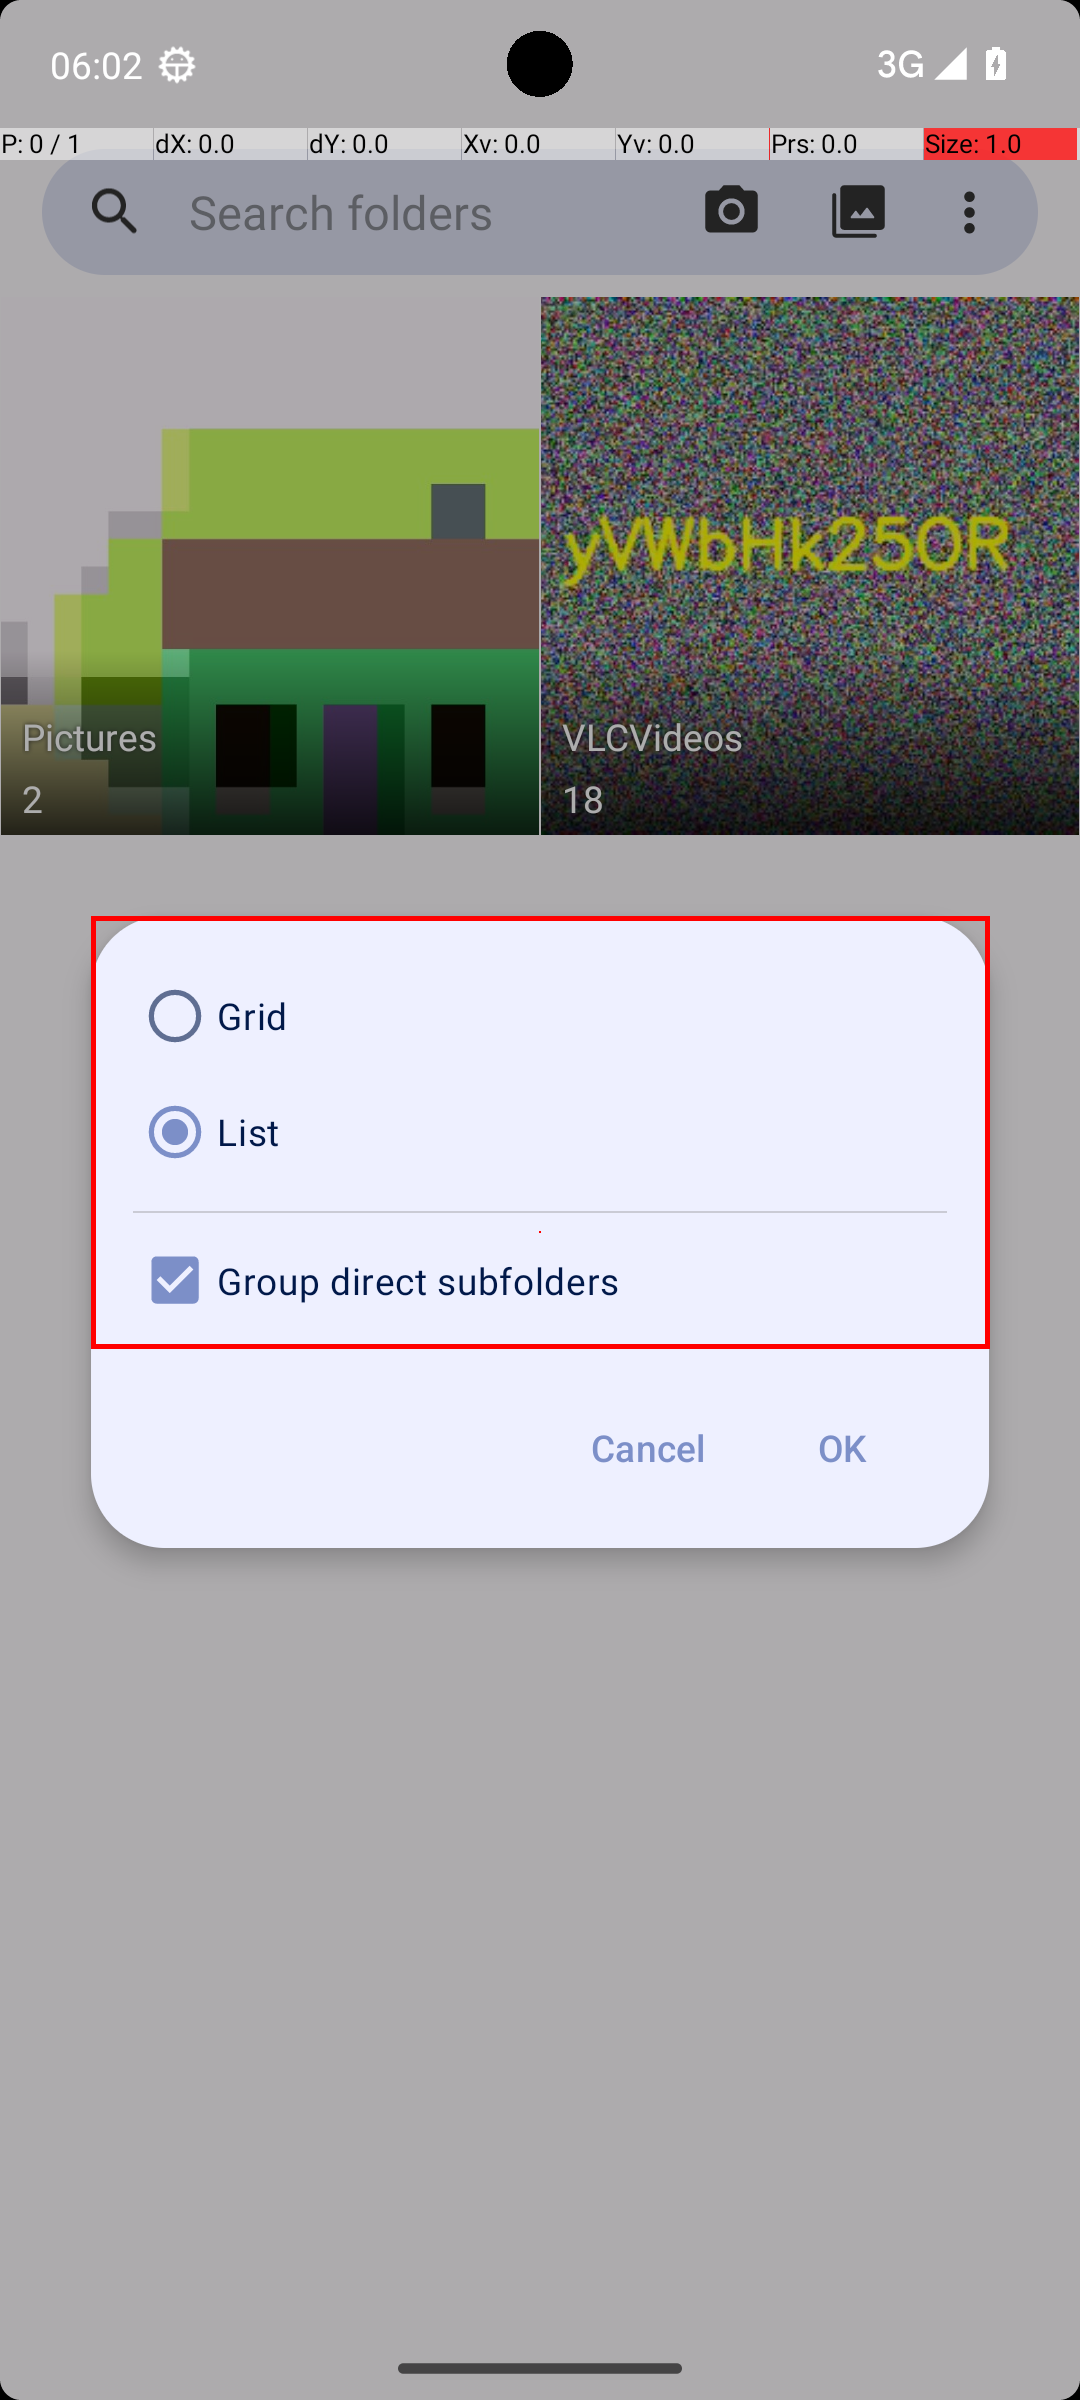 06:02 3G
P: 0 / 1 dX: 0.0 dY: 0.0 Xv: 0.0 Yv: 0.0 Prs: 0.0 Size: 1.0
Search folders
yVWbHk25OR
Pictures
2
VLCVideos
18
Grid
List
Group direct subfolders
Cancel OK